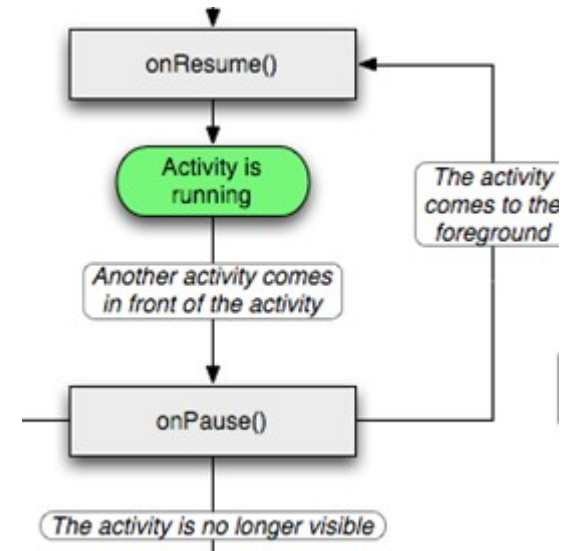 onResume()
Activity is
running
The activity
comes to the
foreground
Another activity comes
in front of the activity
onPause()
The activity is no longer visible